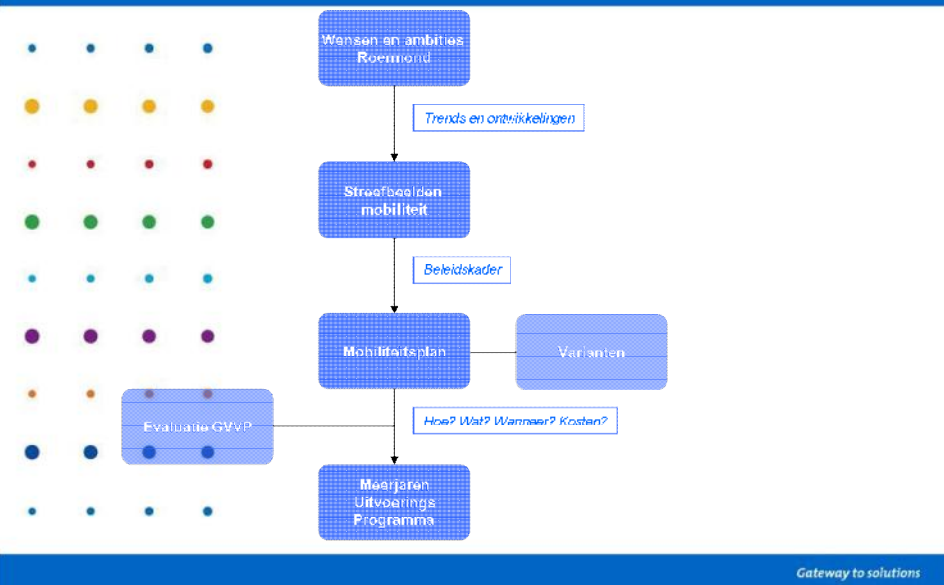 Wensen en ambities
Roermond
Trends en ontwikkelingen
Streefbeelden
mobiliteit
Beleidskader
Mobiliteitsplan
Varianten
Evaluatie GVVP
Hoe? Wat? Wanneer? Kosten?
Meerjaren
Uitvoerings
Programma
Gateway to solutions